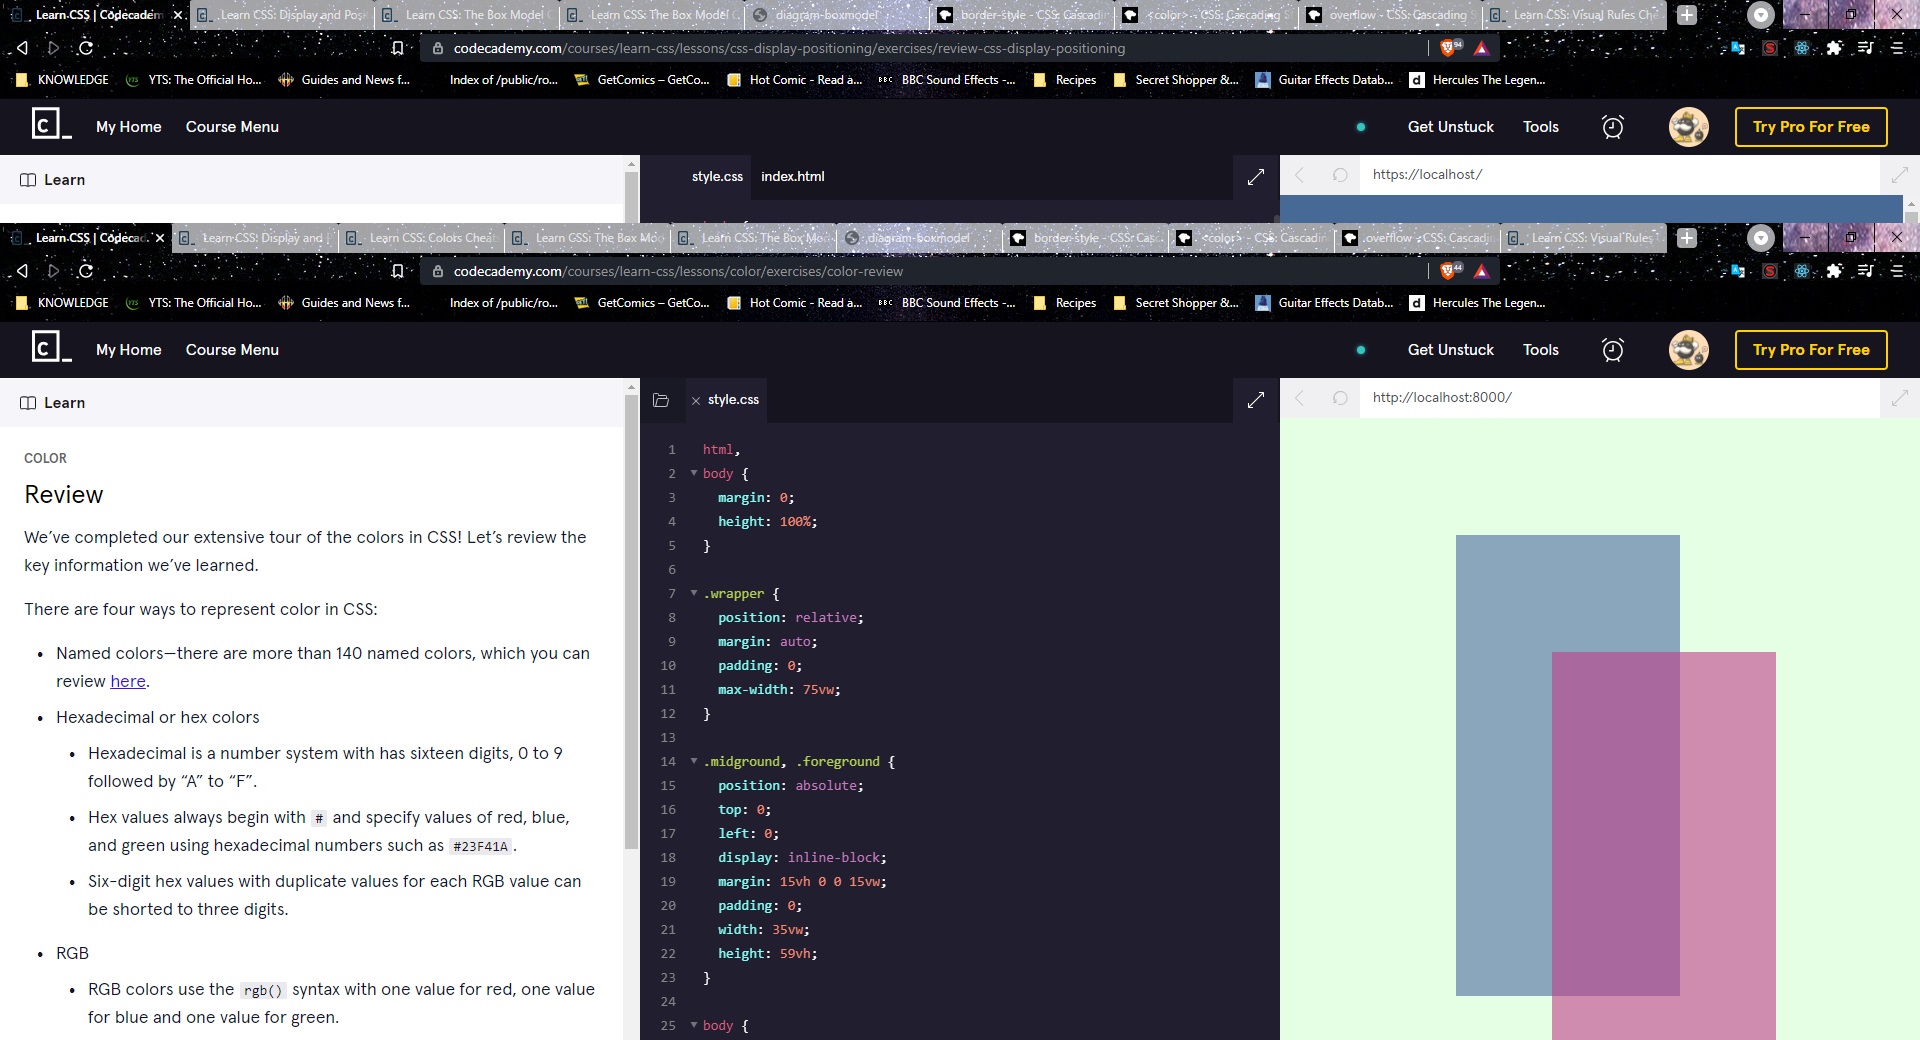 Learn CSS | Codecadem Learn CSS: Display and Pos Learn CSS: The Box Model Learn CSS: The Box Model diagram-boxmodel border-style - CSS: Cascadi <color> - CSS: Cascading overflow - CSS: Cascading S Learn CSS: Visual Rules Che
codecademy.com/courses/learn-css/lessons/css-display-positioning/exercises/review-css-display-positioning 94
KNOWLEDGE YTS: The Official Ho... Guides and News f... Index of /public/ro... GetComics – GetCo... Hot Comic - Read a... BBC BBC Sound Effects -... Recipes Secret Shopper &... Guitar Effects Datab... d Hercules The Legen...
C_ My Home Course Menu Get Unstuck Tools Try Pro For Free
Learn style.css index.html https://localhost/
Learn CSS | Codecad. Learn CSS: Display and Learn CSS: Colors Cheat Learn CSS: The Box Mod Learn CSS: The Box Mo diagram-boxmodel border-style - CSS: Casc <color> - CSS: Cascadin overflow - CSS: Cascadi Learn CSS: Visual Rules
codecademy.com/courses/learn-css/lessons/color/exercises/color-review 44
KNOWLEDGE YTS: The Official Ho... Guides and News f... Index of /public/ro... GetComics – GetCo... Hot Comic - Read a... BBC BBC Sound Effects -... Recipes Secret Shopper &... Guitar Effects Datab... d Hercules The Legen...
C_ My Home Course Menu Get Unstuck Tools Try Pro For Free
Learn style.css http://localhost:8000/
COLOR
Review
We've completed our extensive tour of the colors in CSS! Let's review the
key information we've learned.
There are four ways to represent color in CSS:
• Named colors—there are more than 140 named colors, which you can
review here.
• Hexadecimal or hex colors
• Hexadecimal is a number system with has sixteen digits, 0 to 9
followed by “A” to “F”.
• Hex values always begin with # and specify values of red, blue,
and green using hexadecimal numbers such as #23F41A.
• Six-digit hex values with duplicate values for each RGB value can
be shorted to three digits.
• RGB
• RGB colors use the rgb() syntax with one value for red, one value
for blue and one value for green.
1 html,
2 body {
3 margin: 0;
4 height: 100%;
5 }
6
7 .wrapper {
8 position: relative;
9 margin: auto;
10 padding: 0;
11 max-width: 75vw;
12 }
13
14 .midground, .foreground {
15 position: absolute;
16 top: 0;
17 left: 0;
18 display: inline-block;
19 margin: 15vh 0 0 15vw;
20 padding: 0;
21 width: 35vw;
22 height: 59vh;
23 }
24
25 body {